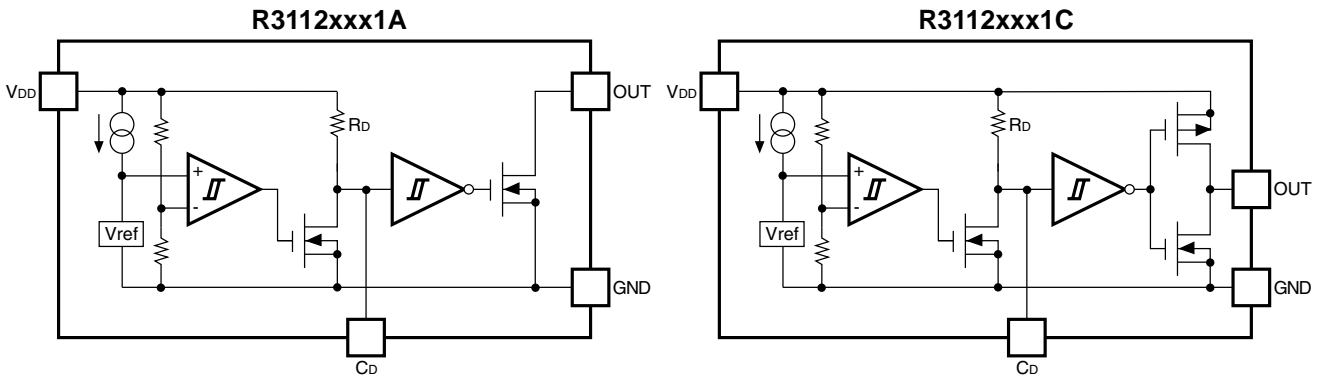 R3112xxx1A
VDD
OUT
RD
+
-
Vref
GND
CD
R3112xxx1C
VDD
RD
+
-
OUT
Vref
GND
CD